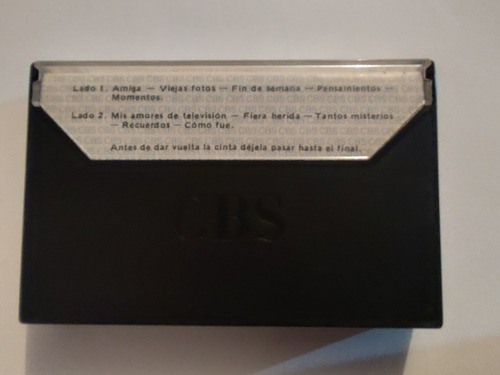 Lado 1. Amiga — Viejas fotos — Fin de semana — Pensamientos —
Momentos.
Lado 2. Mis amores de televisión — Fiera herida — Tantos misterios
— Recuerdos — Cómo fue.
Antes de dar vuelta la cinta déjela pasar hasta el final.
CBS